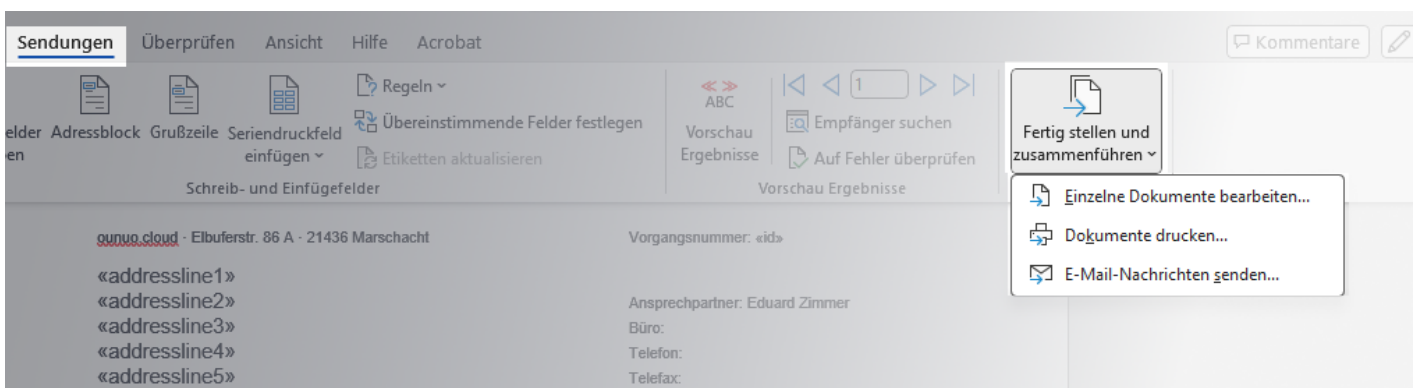 Sendungen Überprüfen Ansicht Hilfe Acrobat Kommentare
Regeln
ABC
1
elder Adressblock Grußzeile Seriendruckfeld Übereinstimmende Felder festlegen Vorschau Empfänger suchen Fertig stellen und
en einfügen Etiketten aktualisieren Ergebnisse Auf Fehler überprüfen zusammenführen
Schreib- und Einfügefelder Vorschau Ergebnisse
Einzelne Dokumente bearbeiten...
Dokumente drucken...
E-Mail-Nachrichten senden...
qunuo.cloud · Elbuferstr. 86 A · 21436 Marschacht Vorgangsnummer: «id»
«addressline1»
«addressline2» Ansprechpartner: Eduard Zimmer
«addressline3» Büro:
«addressline4» Telefon:
«addressline5» Telefax: